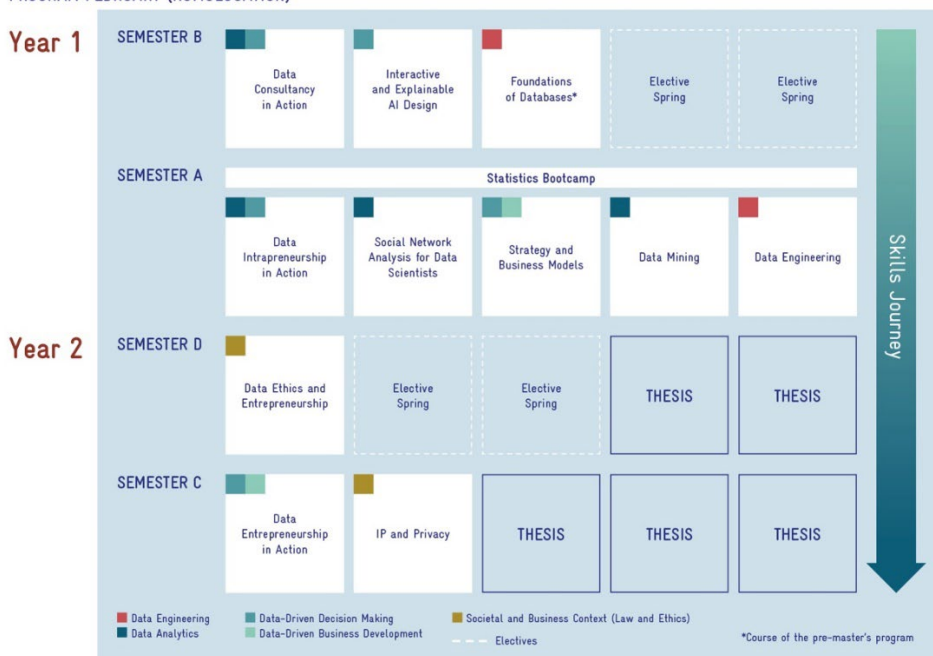 PROGRAM FEBRUARY (HOMOLOGATION)
Year 1
SEMESTER B
Data
Consultancy
in Action
Interactive
and Explainable
AI Design
Foundations
of Databases*
Elective
Spring
Elective
Spring
SEMESTER A
Statistics Bootcamp
Data
Intrapreneurship
in Action
Social Network
Analysis for Data
Scientists
Strategy and
Business Models
Data Mining
Data Engineering
Skills Journey
Year 2
SEMESTER D
Data Ethics and
Entrepreneurship
Elective
Spring
Elective
Spring
THESIS
THESIS
SEMESTER C
Data
Entrepreneurship
in Action
IP and Privacy
THESIS
THESIS
THESIS
Data Engineering
Data-Driven Decision Making
Societal and Business Context (Law and Ethics)
Data Analytics
Data-Driven Business Development
Electives
*Course of the pre-master's program